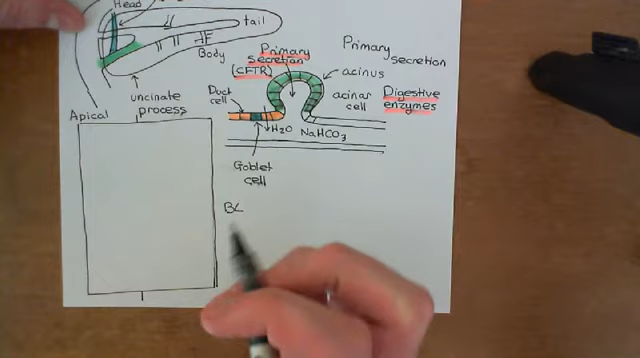 Head
tail
Body
uncinate
process
Primary
secretion
(CFTR)
Primary
secretion
acinus
acinar
cell
Digestive
enzymes
Duct
cell
H2O
NaHCO3
Goblet
cell
Apical